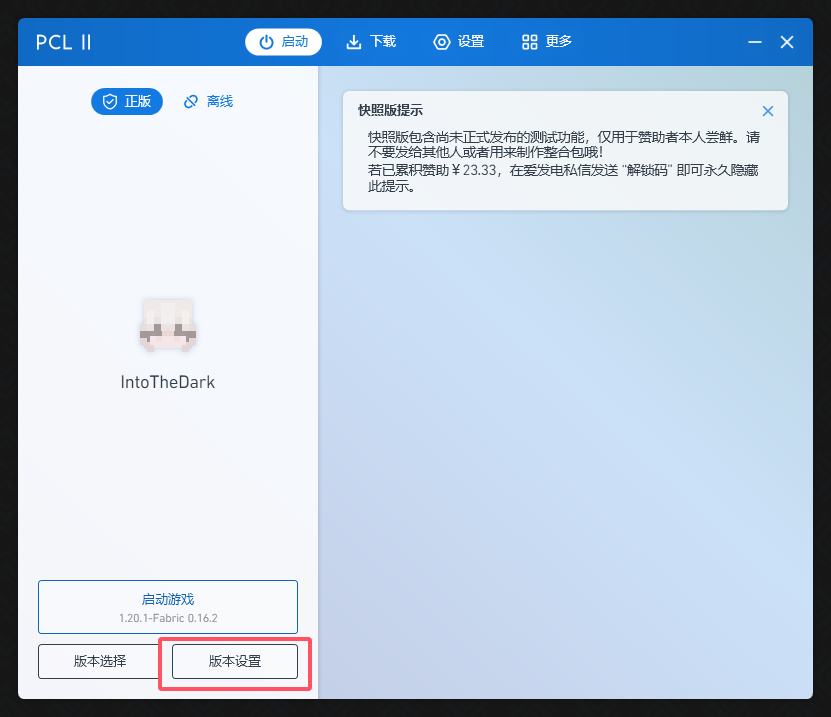 PCL II
启动
下载
设置
更多
正版
离线
快照版提示
快照版包含尚未正式发布的测试功能，仅用于赞助者本人尝鲜。请
不要发给其他人或者用来制作整合包哦！
若已累积赞助￥23.33，在爱发电私信发送 "解锁码" 即可永久隐藏
此提示。
IntoTheDark
启动游戏
1.20.1-Fabric 0.16.2
版本选择
版本设置